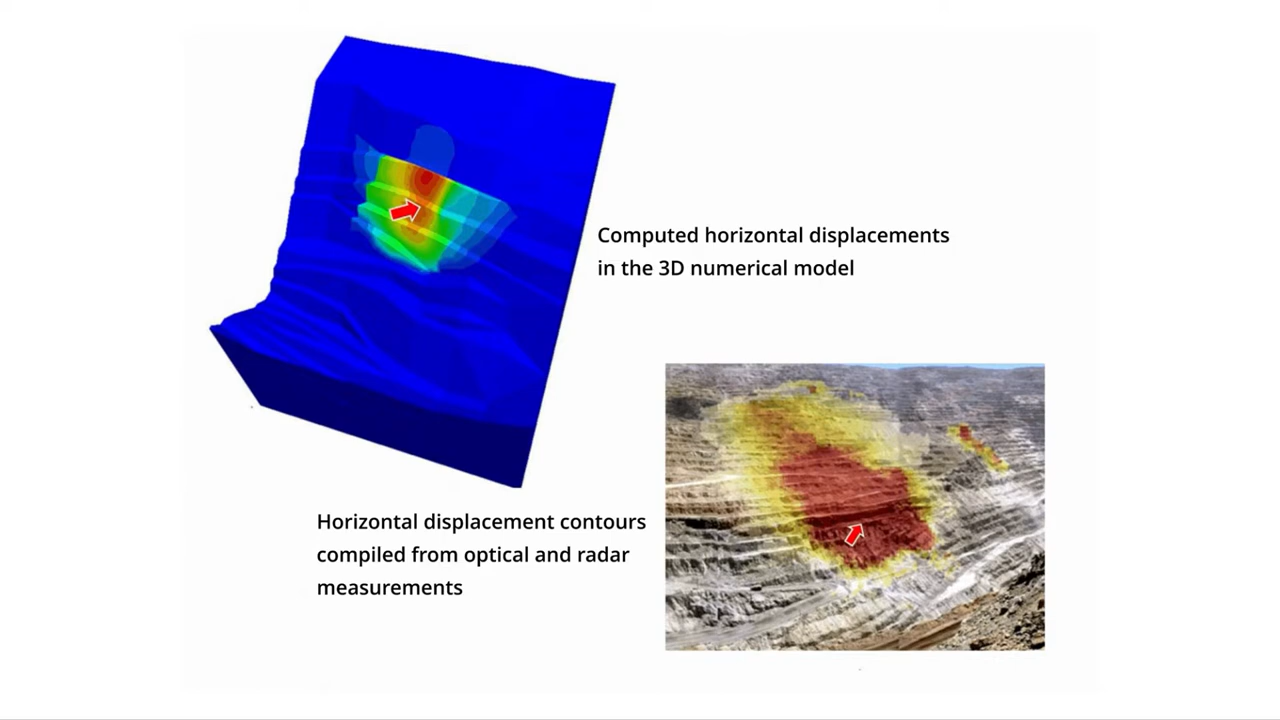 Computed horizontal displacements
in the 3D numerical model
Horizontal displacement contours
compiled from optical and radar
measurements